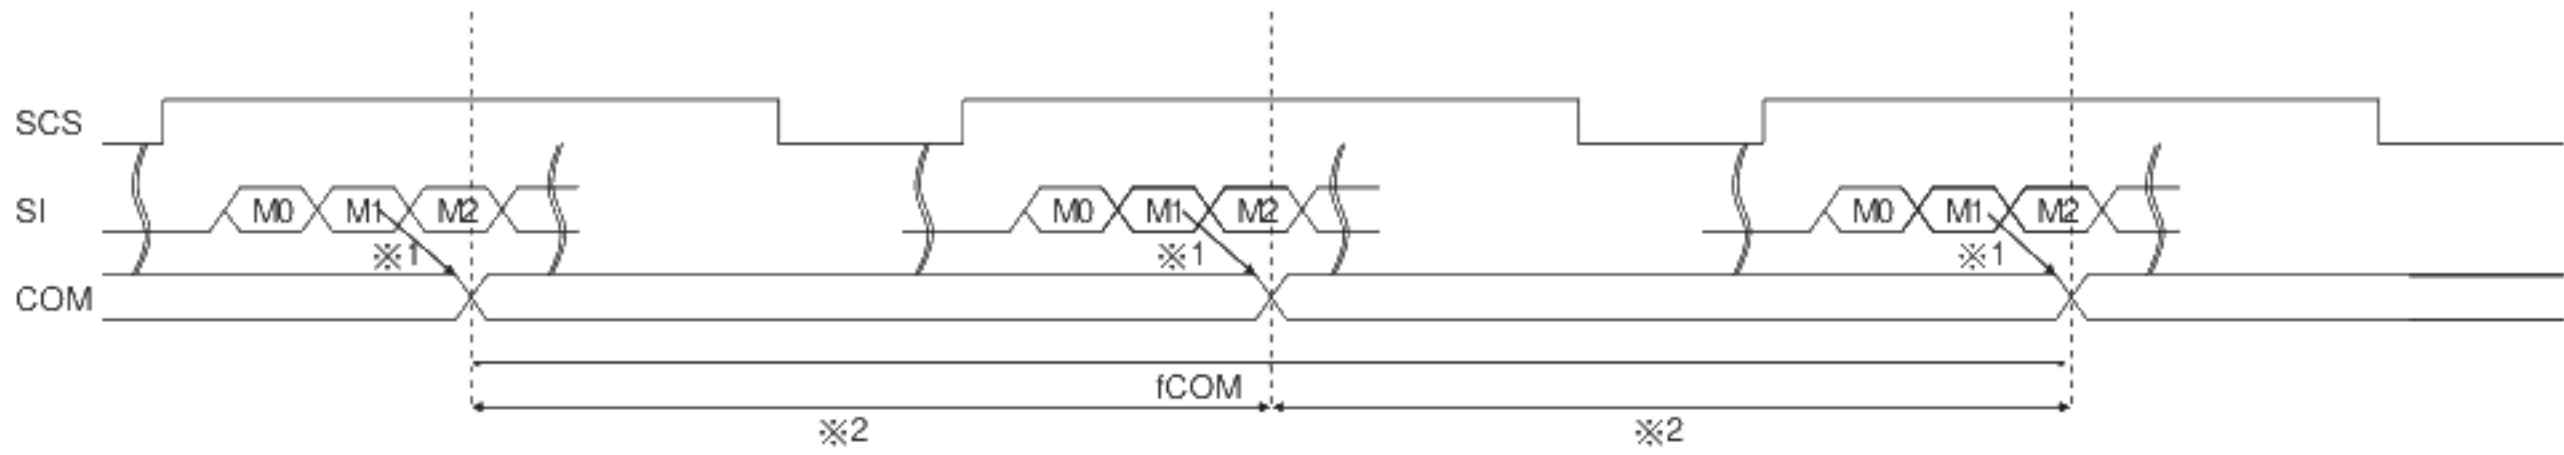 SCS
SI M0 M1 M2 M0 M1 M2 M0 M1 M2
※1 ※1 ※1
COM
fCOM
※2 ※2